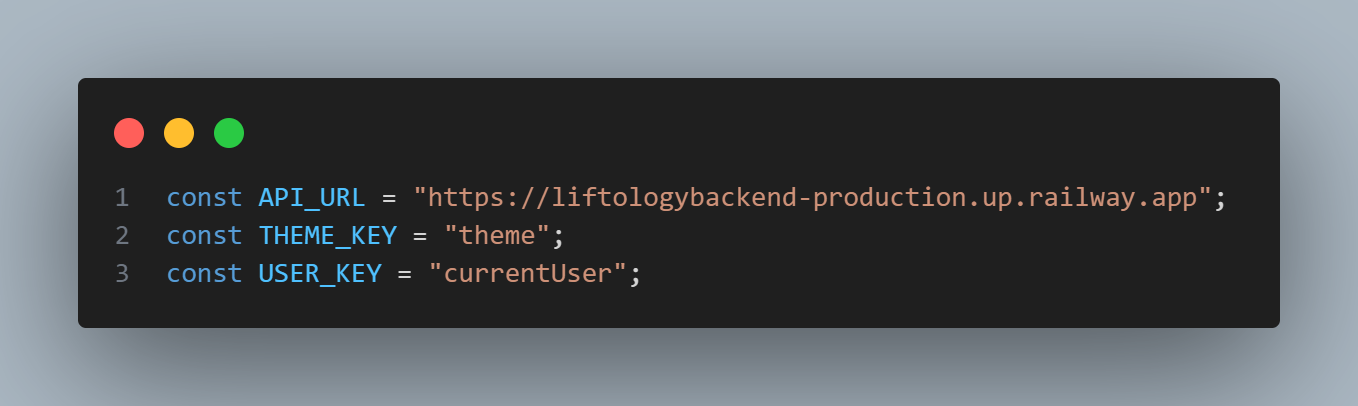 1 const API_URL = "https://liftologybackend-production.up.railway.app";
2 const THEME_KEY = "theme";
3 const USER_KEY = "currentUser";